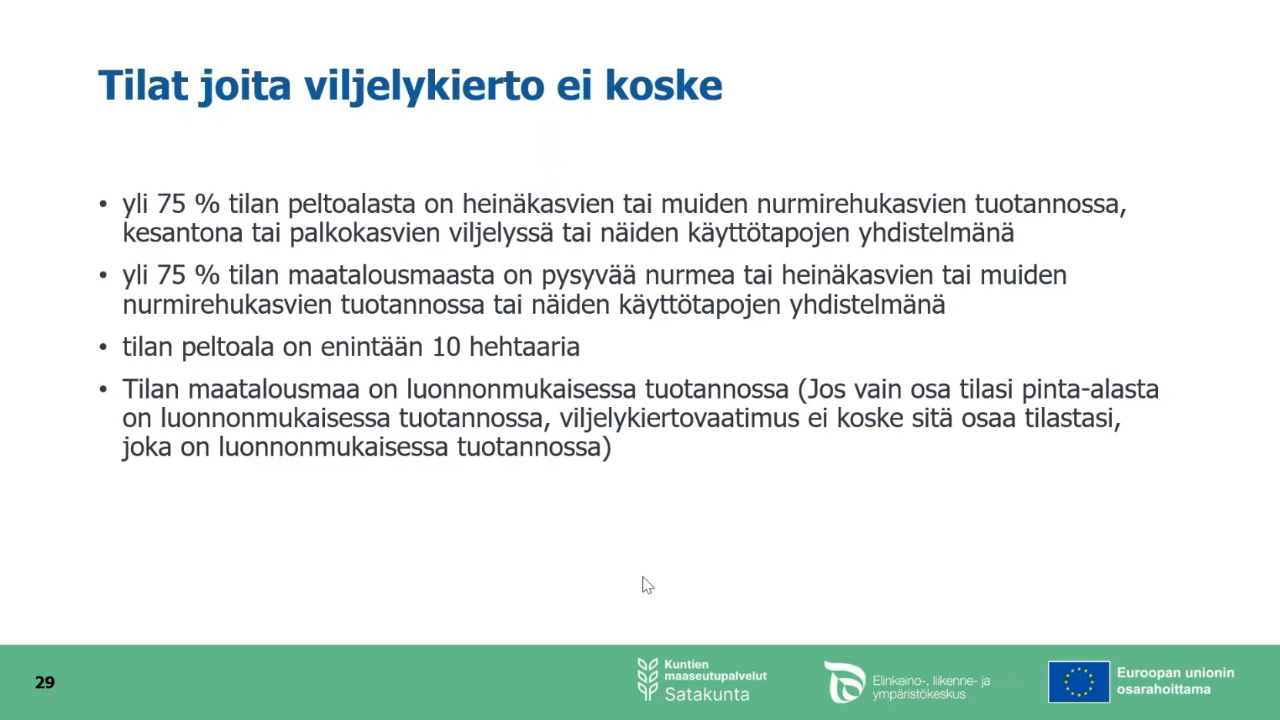 Tilat joita viljelykierto ei koske
• yli 75 % tilan peltoalasta on heinäkasvien tai muiden nurmirehukasvien tuotannossa,
kesantona tai palkokasvien viljelyssä tai näiden käyttötapojen yhdistelmänä
• yli 75 % tilan maatalousmaasta on pysyvää nurmea tai heinäkasvien tai muiden
nurmirehukasvien tuotannossa tai näiden käyttötapojen yhdistelmänä
• tilan peltoala on enintään 10 hehtaaria
• Tilan maatalousmaa on luonnonmukaisessa tuotannossa (Jos vain osa tilasi pinta-alasta
on luonnonmukaisessa tuotannossa, viljelykiertovaatimus ei koske sitä osaa tilastasi,
joka on luonnonmukaisessa tuotannossa)
29
Kuntien
maaseutupalvelut
Satakunta
Elinkeino-, liikenne- ja
ympäristökeskus
Euroopan unionin
osarahoittama